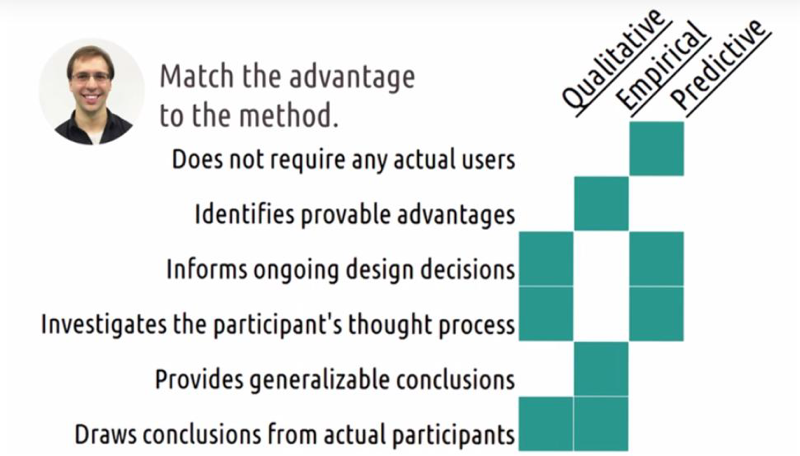 Qualitative
Empirical
Predictive
Match the advantage
to the method.
Does not require any actual users
Identifies provable advantages
Informs ongoing design decisions
Investigates the participant's thought process
Provides generalizable conclusions
Draws conclusions from actual participants